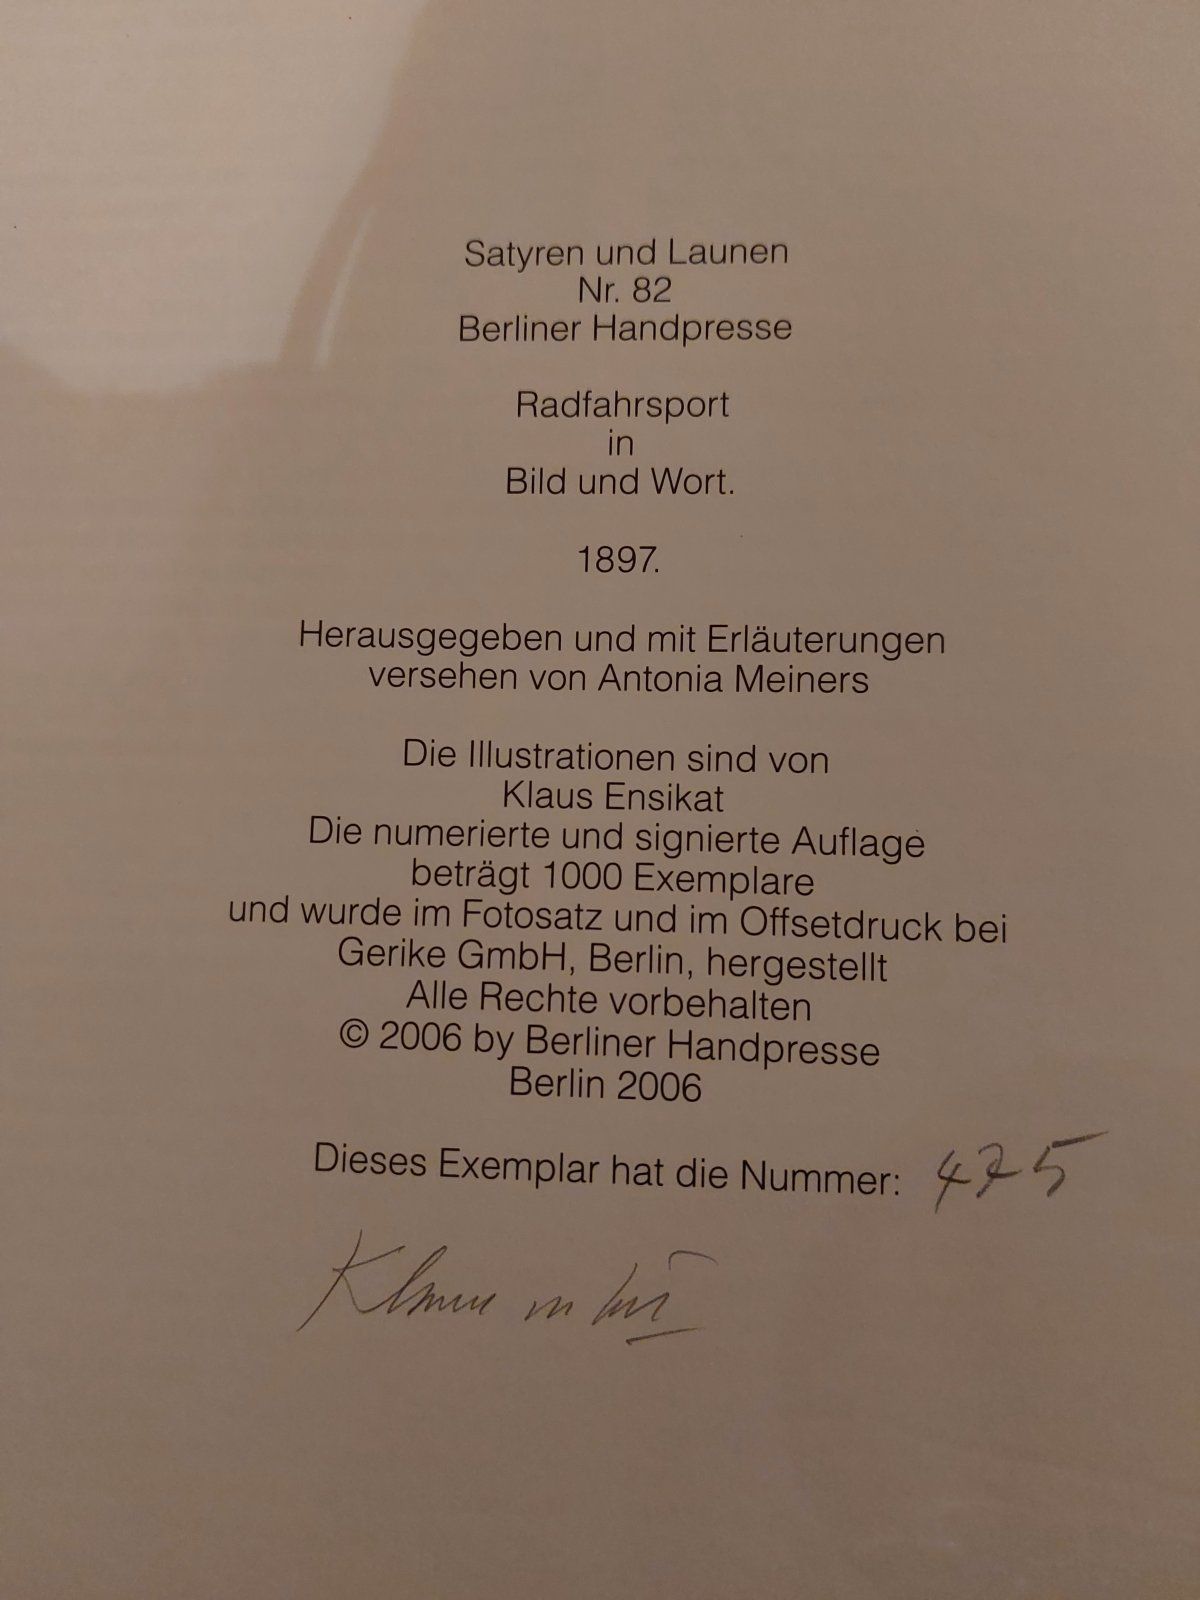 Satyren und Launen
Nr. 82
Berliner Handpresse
Radfahrsport
in
Bild und Wort.
1897.
Herausgegeben und mit Erläuterungen
versehen von Antonia Meiners
Die Illustrationen sind von
Klaus Ensikat
Die numerierte und signierte Auflage
beträgt 1000 Exemplare
und wurde im Fotosatz und im Offsetdruck bei
Gerike GmbH, Berlin, hergestellt
Alle Rechte vorbehalten
© 2006 by Berliner Handpresse
Berlin 2006
Dieses Exemplar hat die Nummer: 475
Klaus